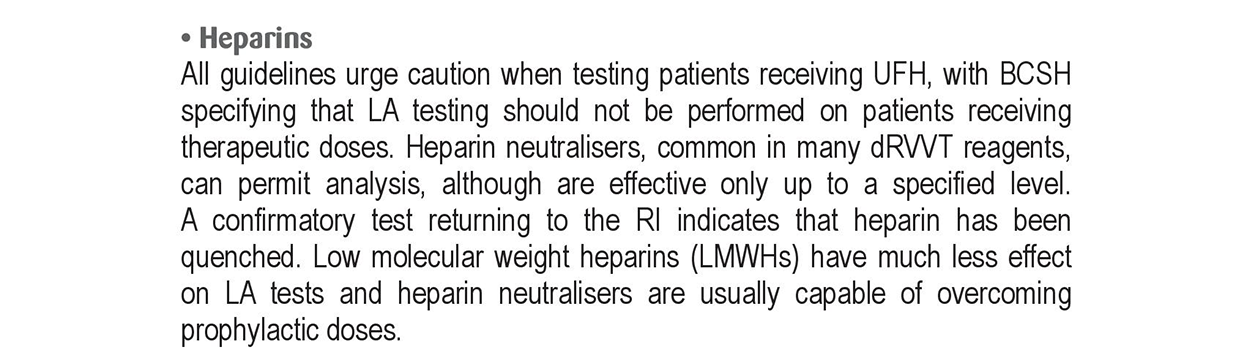 • Heparins
All guidelines urge caution when testing patients receiving UFH, with BCSH
specifying that LA testing should not be performed on patients receiving
therapeutic doses. Heparin neutralisers, common in many dRVVT reagents,
can permit analysis, although are effective only up to a specified level.
A confirmatory test returning to the RI indicates that heparin has been
quenched. Low molecular weight heparins (LMWHs) have much less effect
on LA tests and heparin neutralisers are usually capable of overcoming
prophylactic doses.